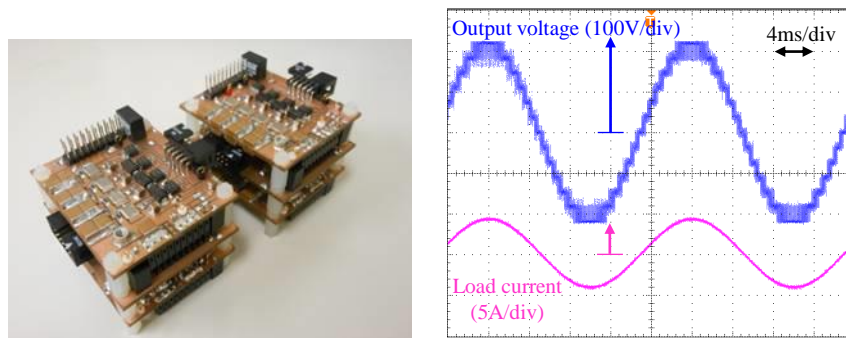 Output voltage (100V/div)
4ms/div
Load current
(5A/div)